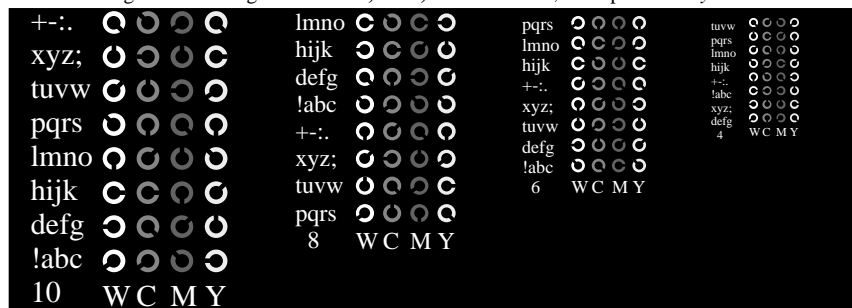 +-:.
xyz;
tuvw
pqrs
lmno
hijk
defg
!abc
10 W C M Y
lmno
hijk
defg
!abc
+-:.
xyz;
tuvw
pqrs
8 W C M Y
pqrs
lmno
hijk
+-:.
xyz;
tuvw
defg
!abc
6 W C M Y
tuvw
pqrs
lmno
hijk
+-:.
!abc
xyz;
defg
4 W C M Y